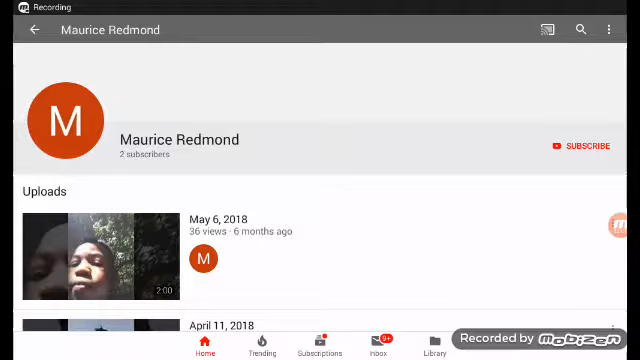 Recording
Maurice Redmond
M
Maurice Redmond
2 subscribers
SUBSCRIBE
Uploads
May 6, 2018
36 views · 6 months ago
M
2:00
April 11, 2018
9+
Home
Trending
Subscriptions
Inbox
Library
Recorded by MOBIZEN